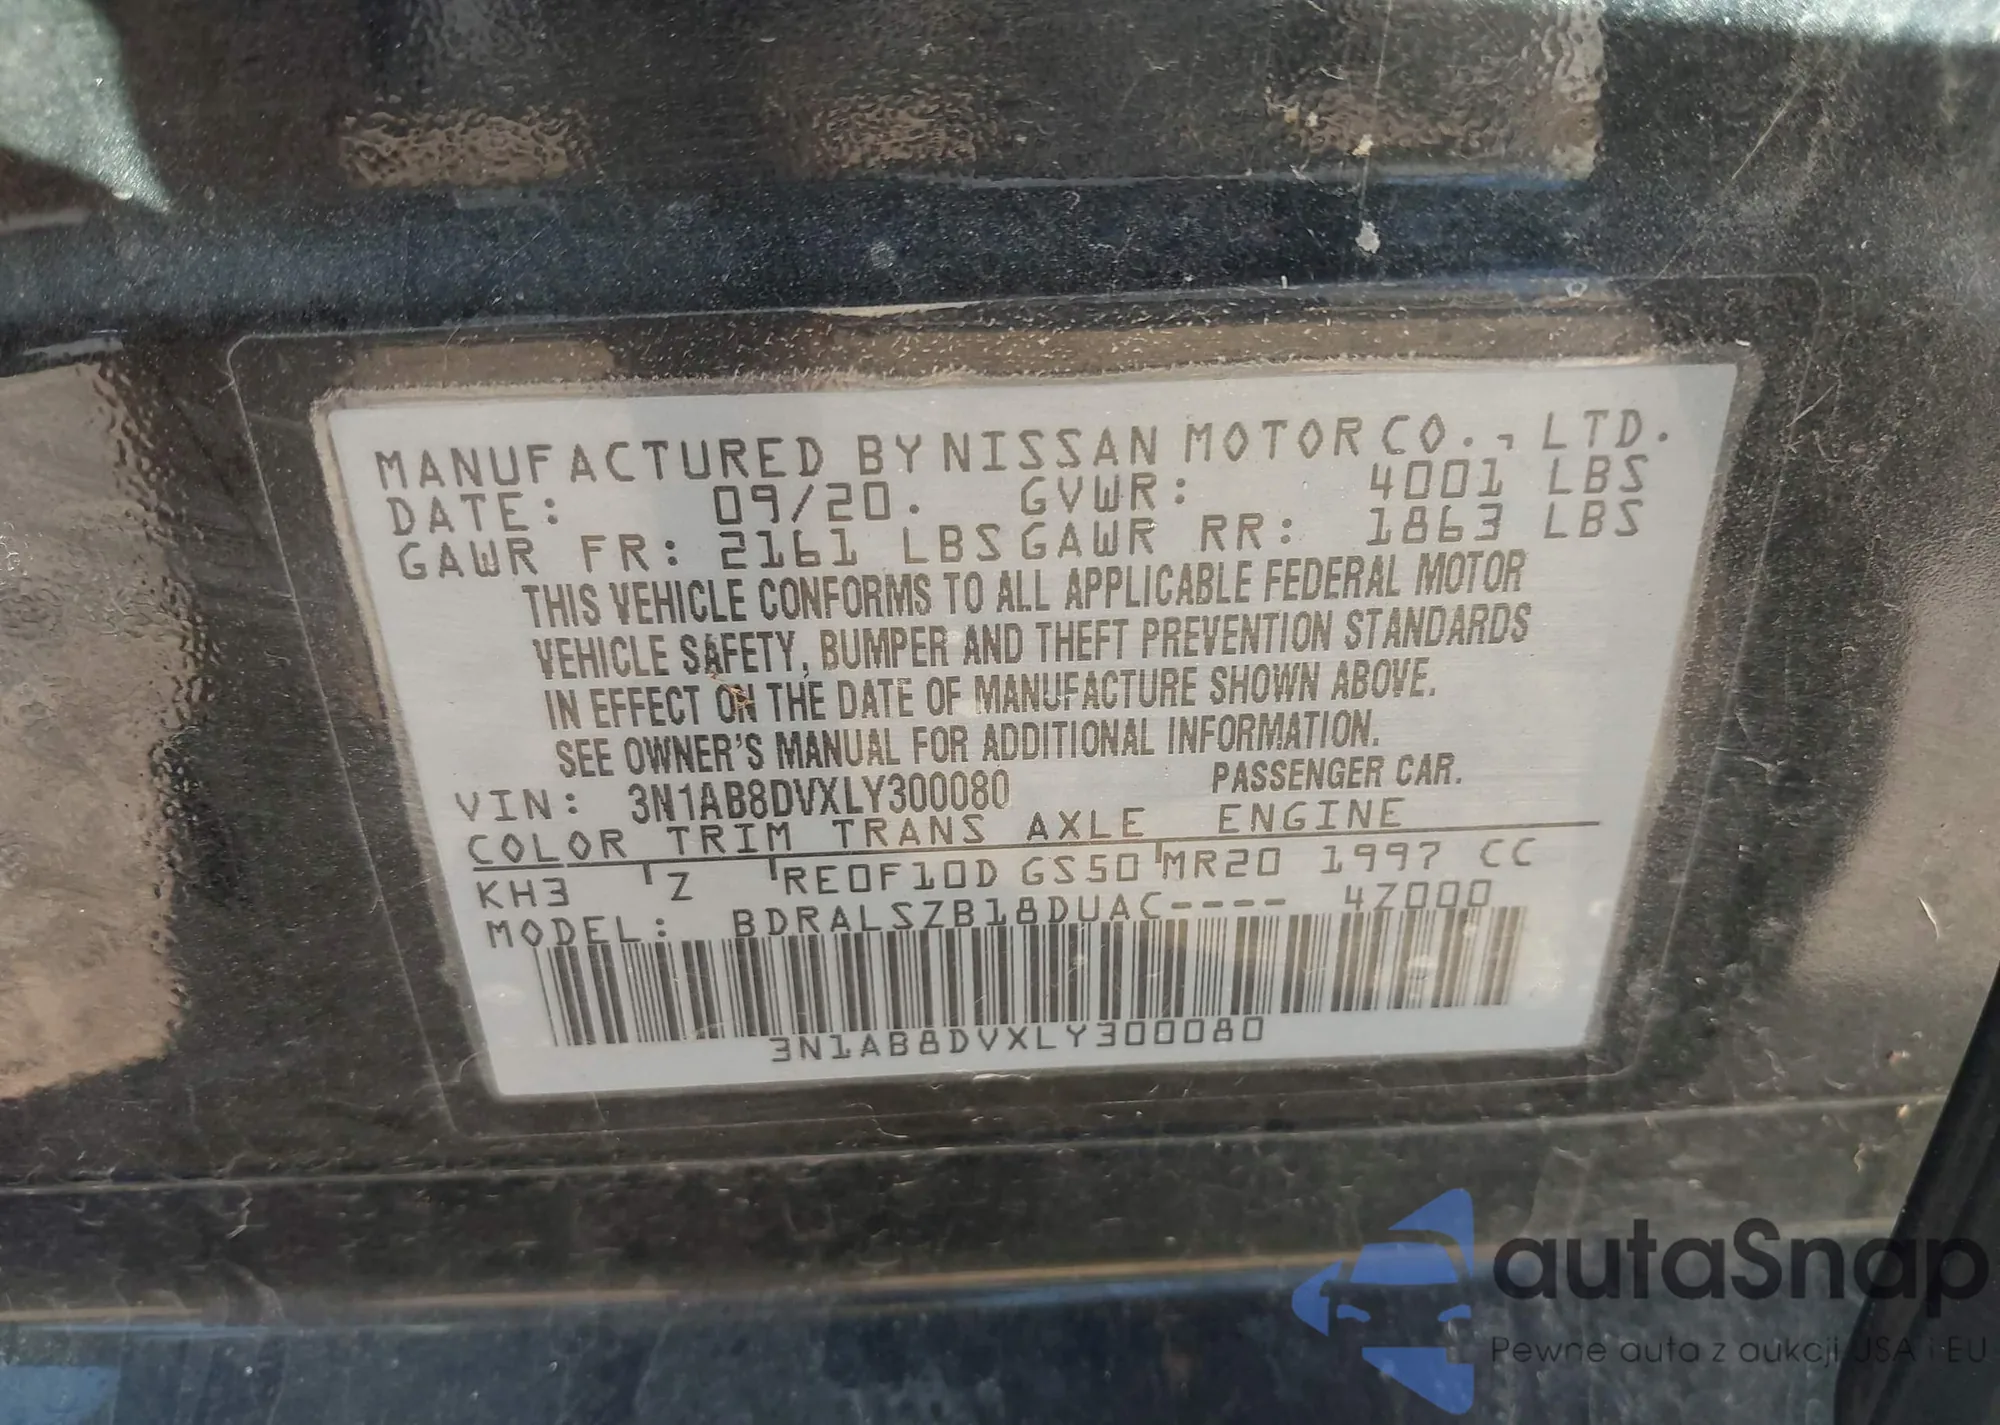 MANUFACTURED BY NISSAN MOTOR CO., LTD.
DATE: 09/20. GVWR: 4001 LBS
GAWR FR: 2161 LBS GAWR RR: 1863 LBS
THIS VEHICLE CONFORMS TO ALL APPLICABLE FEDERAL MOTOR
VEHICLE SAFETY, BUMPER AND THEFT PREVENTION STANDARDS
IN EFFECT ON THE DATE OF MANUFACTURE SHOWN ABOVE.
SEE OWNER'S MANUAL FOR ADDITIONAL INFORMATION.
VIN: 3N1AB8DVXLY300080 PASSENGER CAR.
COLOR TRIM TRANS AXLE ENGINE
KH3 Z RE0F10D GS50 MR20 1997 CC
MODEL: BDRALSZB18DUAC---- 4Z000
3N1AB8DVXLY300080
autaSnap
Pewne auta z aukcji USA i EU